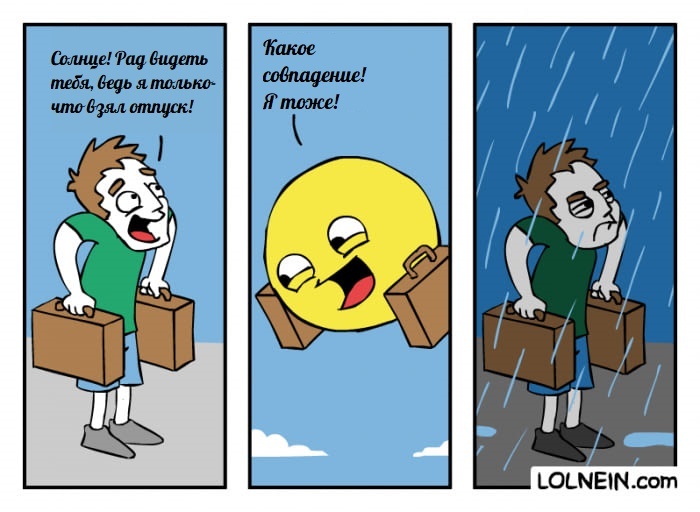 Солнце! Рад видеть
тебя, ведь я только-
что взял отпуск!
Какое
совпадение!
Я тоже!
LOLNEIN.com